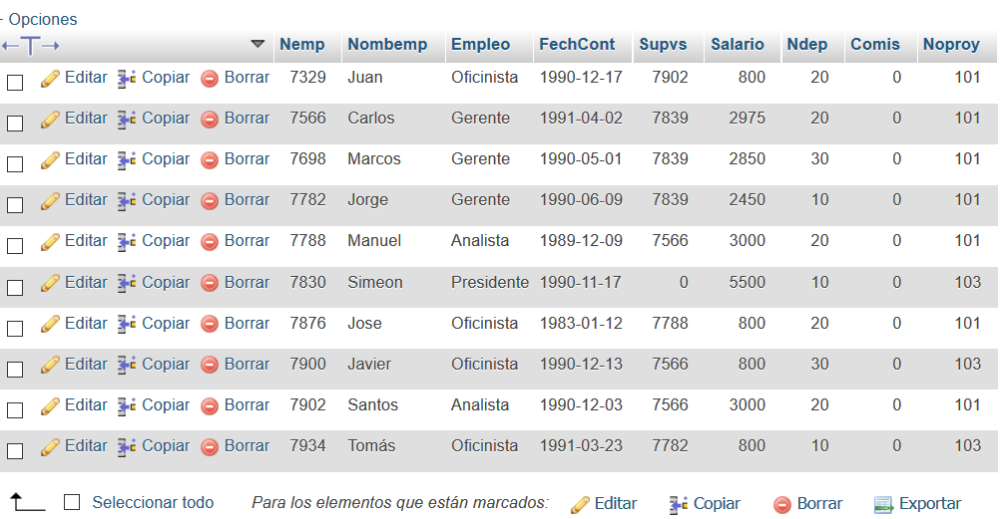 Opciones
Nemp Nombemp Empleo FechCont Supvs Salario Ndep Comis Noproy
Editar Copiar Borrar 7329 Juan Oficinista 1990-12-17 7902 800 20 0 101
Editar Copiar Borrar 7566 Carlos Gerente 1991-04-02 7839 2975 20 0 101
Editar Copiar Borrar 7698 Marcos Gerente 1990-05-01 7839 2850 30 0 101
Editar Copiar Borrar 7782 Jorge Gerente 1990-06-09 7839 2450 10 0 101
Editar Copiar Borrar 7788 Manuel Analista 1989-12-09 7566 3000 20 0 101
Editar Copiar Borrar 7830 Simeon Presidente 1990-11-17 0 5500 10 0 103
Editar Copiar Borrar 7876 Jose Oficinista 1983-01-12 7788 800 20 0 101
Editar Copiar Borrar 7900 Javier Oficinista 1990-12-13 7566 800 30 0 103
Editar Copiar Borrar 7902 Santos Analista 1990-12-03 7566 3000 20 0 101
Editar Copiar Borrar 7934 Tomás Oficinista 1991-03-23 7782 800 10 0 103
Seleccionar todo Para los elementos que están marcados: Editar Copiar Borrar Exportar